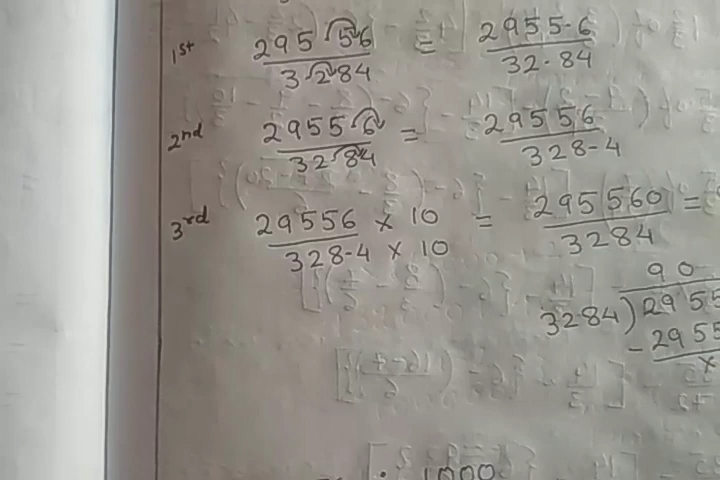 1st 295.56 / 3.284 = 2955.6 / 32.84
2nd 2955.6 / 32.84 = 29556 / 328.4
3rd 29556 × 10 / 328.4 × 10 = 295560 / 3284 =
90
3284 ) 2955
- 2955
×
1000